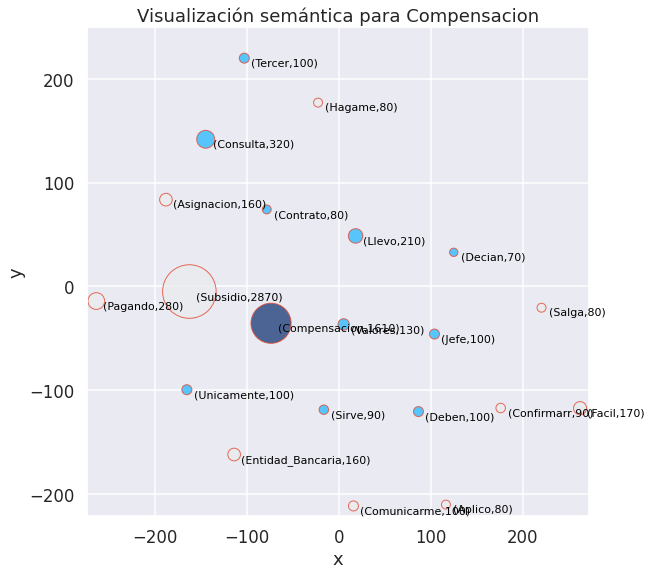 Visualización semántica para Compensacion
(Tercer,100)
(Hagame,80)
(Consulta,320)
(Asignacion,160)
(Contrato,80)
(Llevo,210)
(Decian,70)
(Subsidio,2870)
(Pagando,280)
(Salga,80)
(Compensacion,1610)
(Valores,130)
(Jefe,100)
(Unicamente,100)
(Sirve,90)
(Deben,100)
(Confirmarr,90)
(Facil,170)
(Entidad_Bancaria,160)
(Comunicarme,100)
(Aplico,80)
200
100
0
−100
−200
y
−200
−100
0
100
200
x